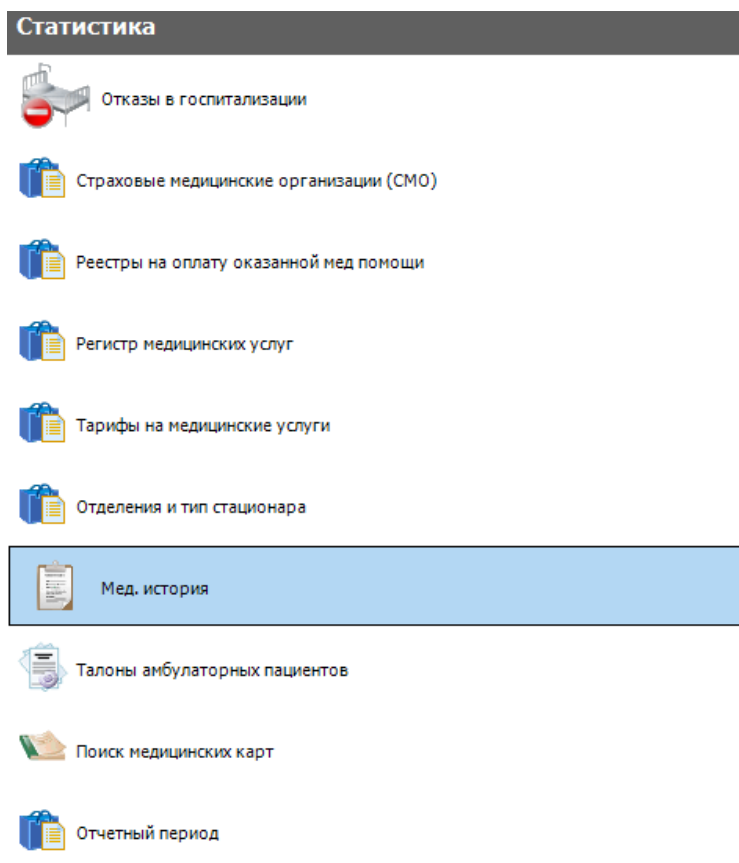 Статистика
Отказы в госпитализации
Страховые медицинские организации (СМО)
Реестры на оплату оказанной мед помощи
Регистр медицинских услуг
Тарифы на медицинские услуги
Отделения и тип стационара
Мед. история
Талоны амбулаторных пациентов
Поиск медицинских карт
Отчетный период